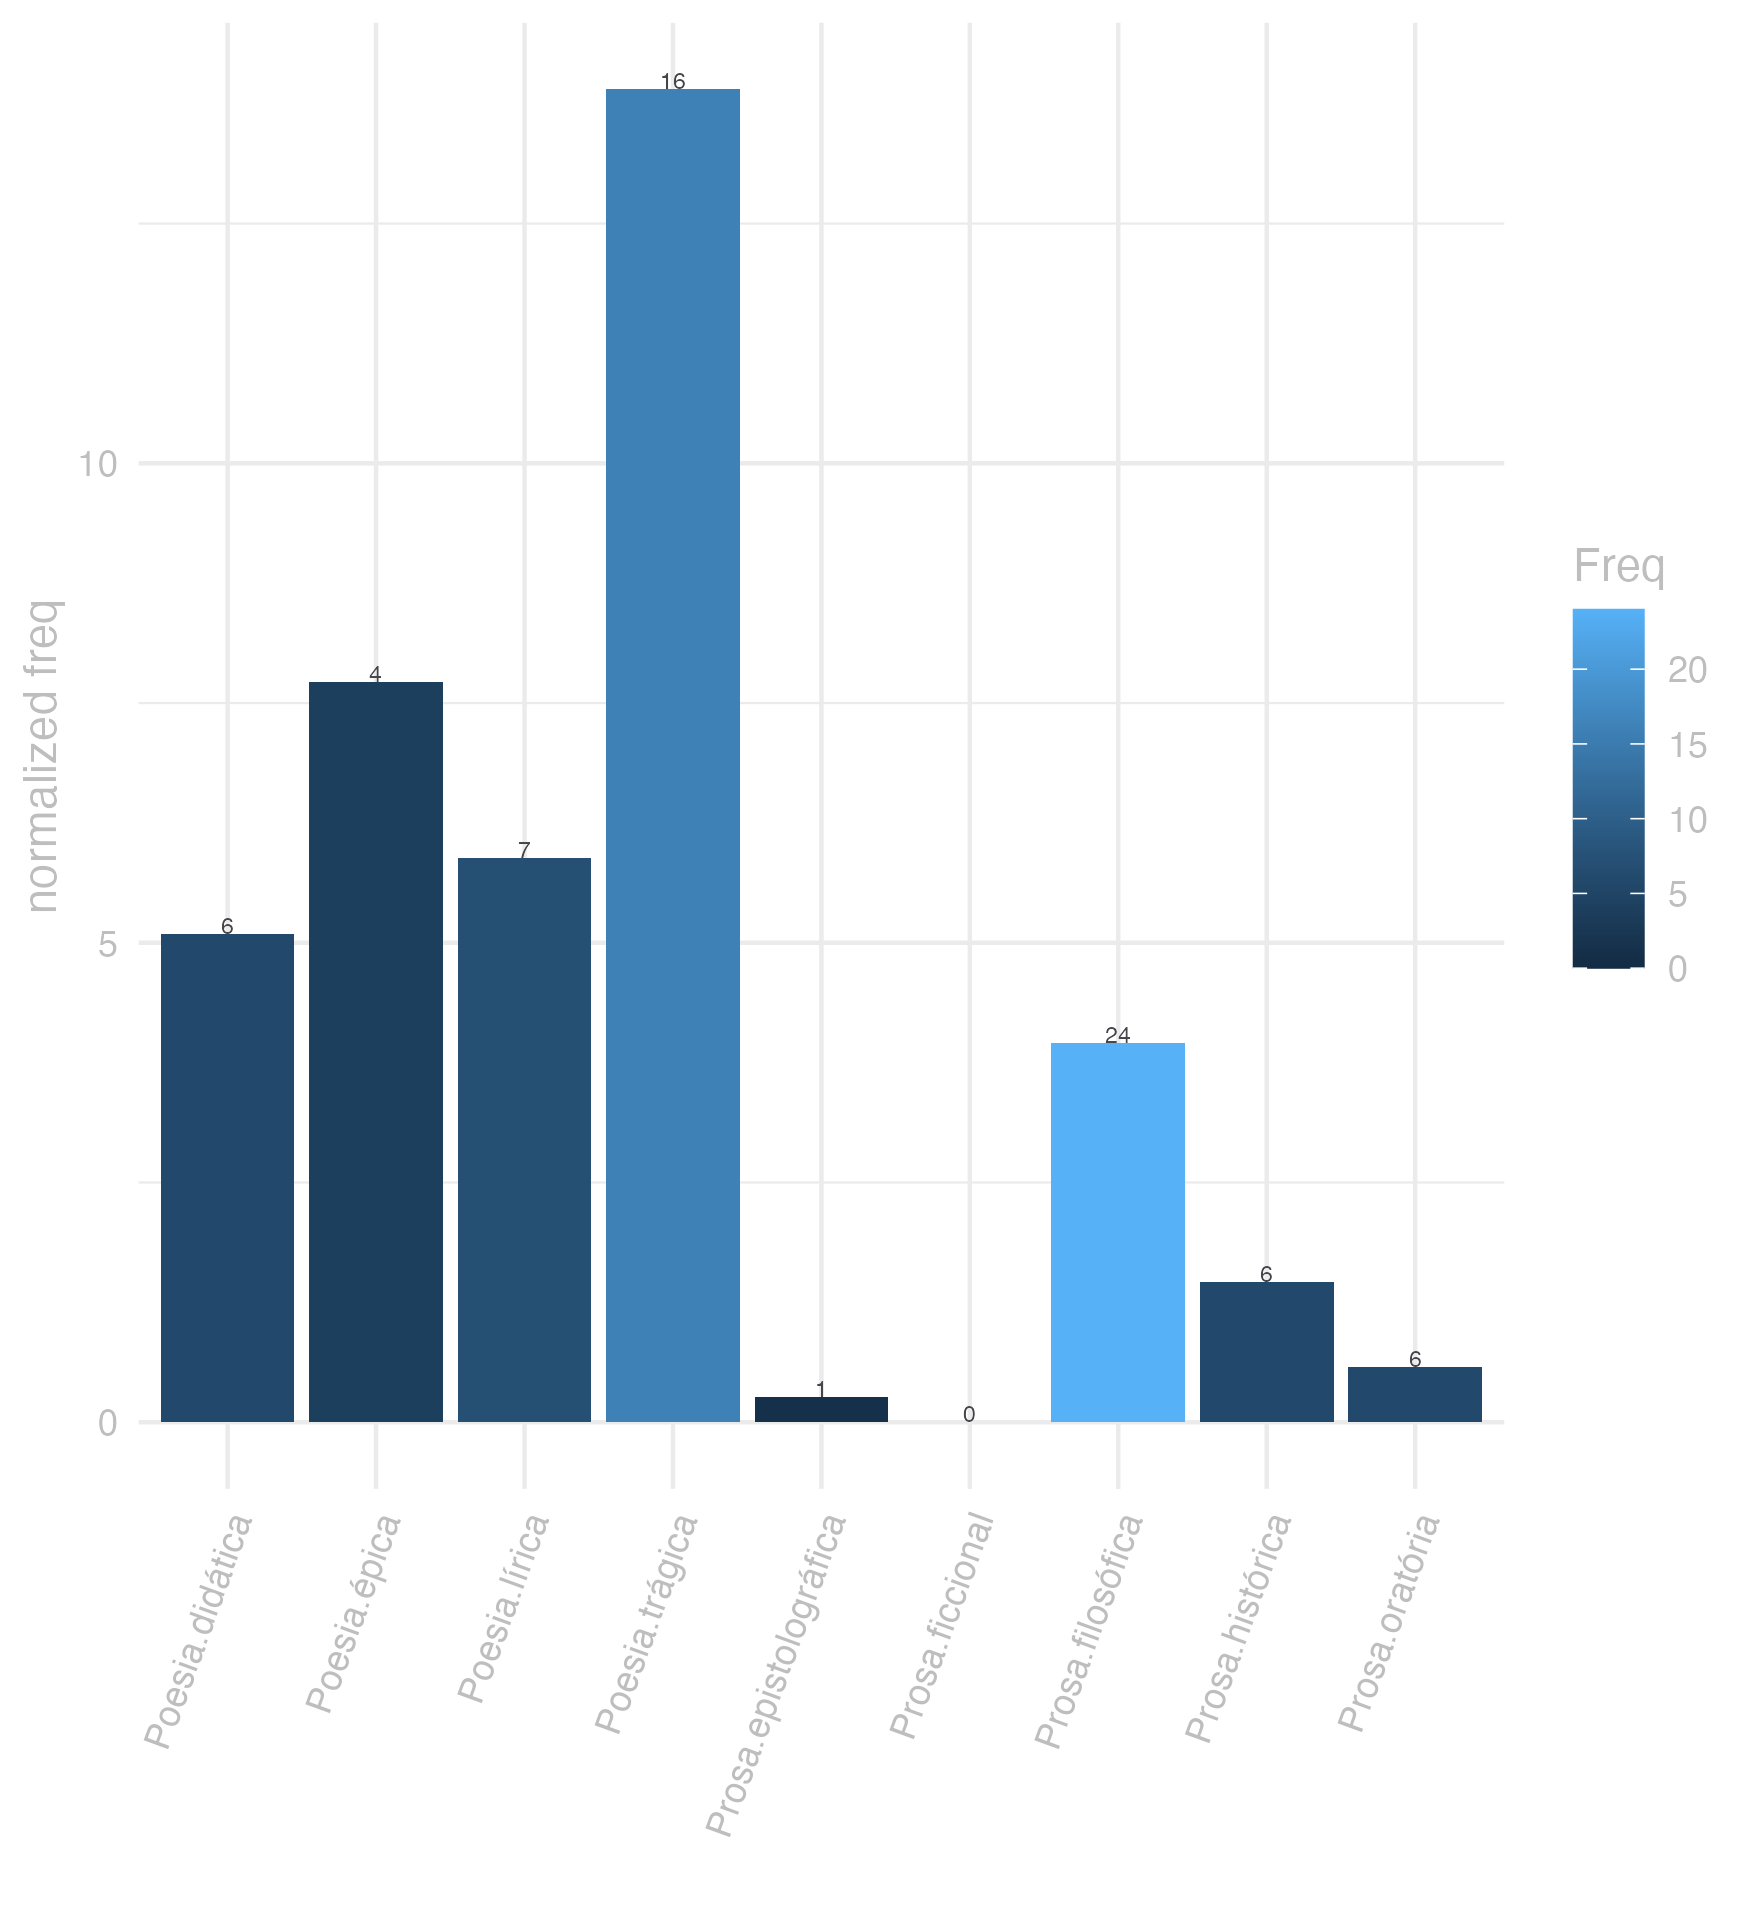 16
10
4
7
6
5
24
6
6
1
0
0
normalized freq
Poesia.didática
Poesia.épica
Poesia.lírica
Poesia.trágica
Prosa.epistolográfica
Prosa.ficcional
Prosa.filosófica
Prosa.histórica
Prosa.oratória
Freq
20
15
10
5
0